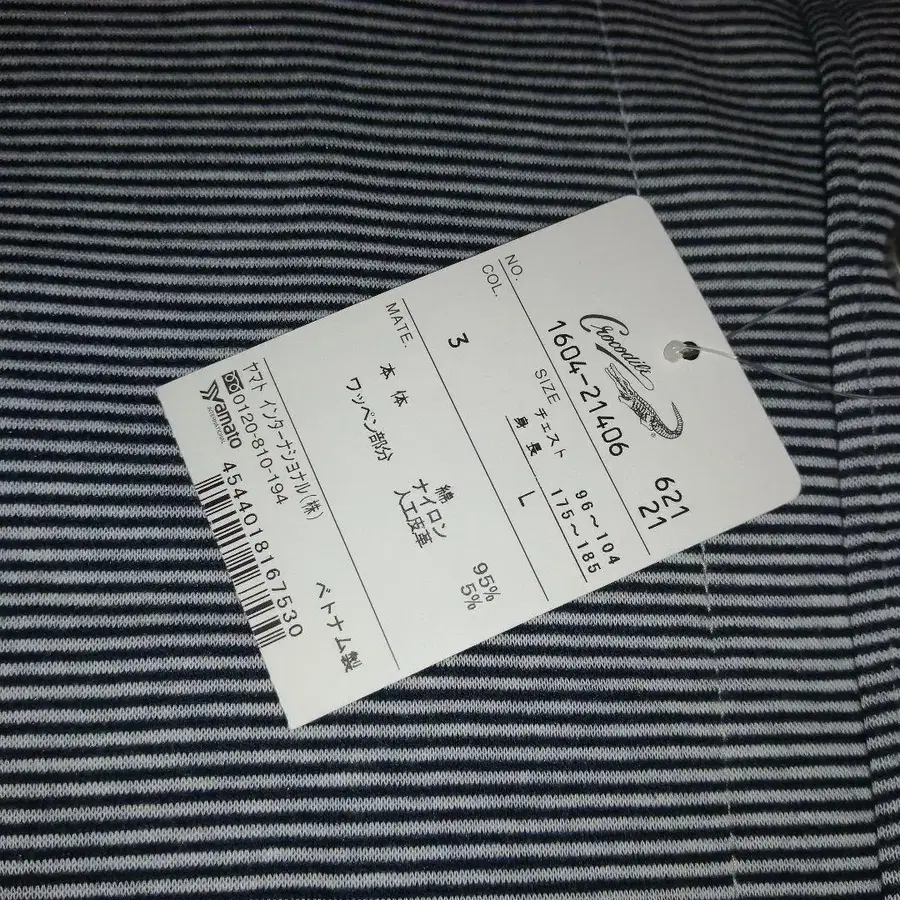 Crocodile
621
21
NO. 1604-21406
SIZE チェスト 96～104
身長 175～185
COL. 3 L
MATE. 本体 綿 95%
ナイロン 5%
ワッペン部分 人工皮革
ヤマト インターナショナル(株)
0120-810-194
ベトナム製
Yamato
4544018167530